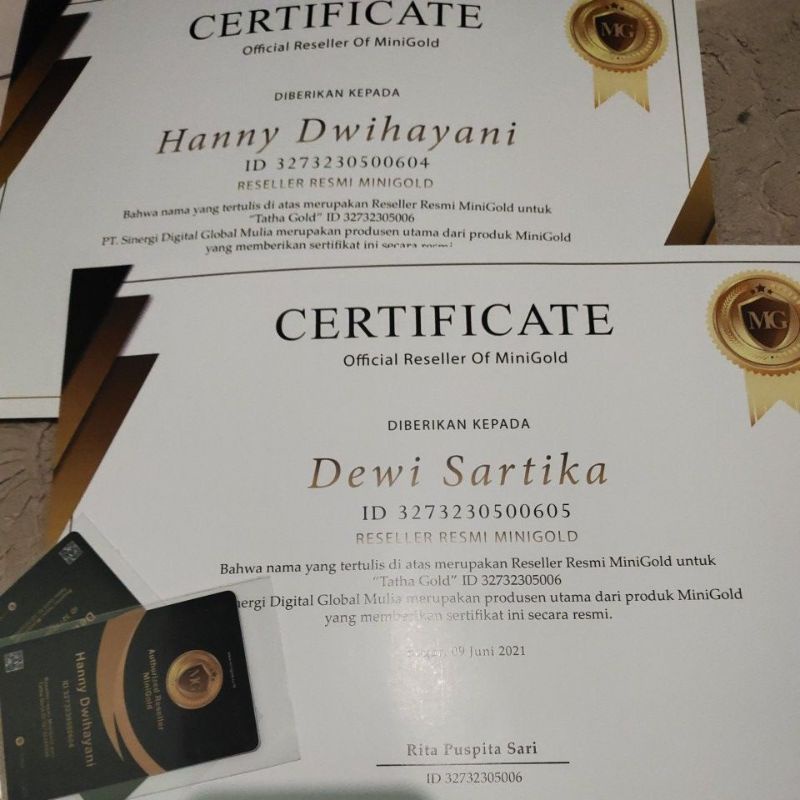 CERTIFICATE
Official Reseller Of MiniGold
MG
DIBERIKAN KEPADA
Hanny Dwihayani
ID 3273230500604
RESELLER RESMI MINIGOLD
Bahwa nama yang tertulis di atas merupakan Reseller Resmi MiniGold untuk
"Tatha Gold" ID 32732305006
PT. Sinergi Digital Global Mulia merupakan produsen utama dari produk MiniGold
yang memberikan sertifikat ini secara resmi
CERTIFICATE
Official Reseller Of MiniGold
MG
DIBERIKAN KEPADA
Dewi Sartika
ID 3273230500605
RESELLER RESMI MINIGOLD
Bahwa nama yang tertulis di atas merupakan Reseller Resmi MiniGold untuk
"Tatha Gold" ID 32732305006
nergi Digital Global Mulia merupakan produsen utama dari produk MiniGold
yang memberikan sertifikat ini secara resmi.
09 Juni 2021
Rita Puspita Sari
ID 32732305006
MG
Authorized Reseller
MiniGold
Hanny Dwihayani
ID 3273230500604